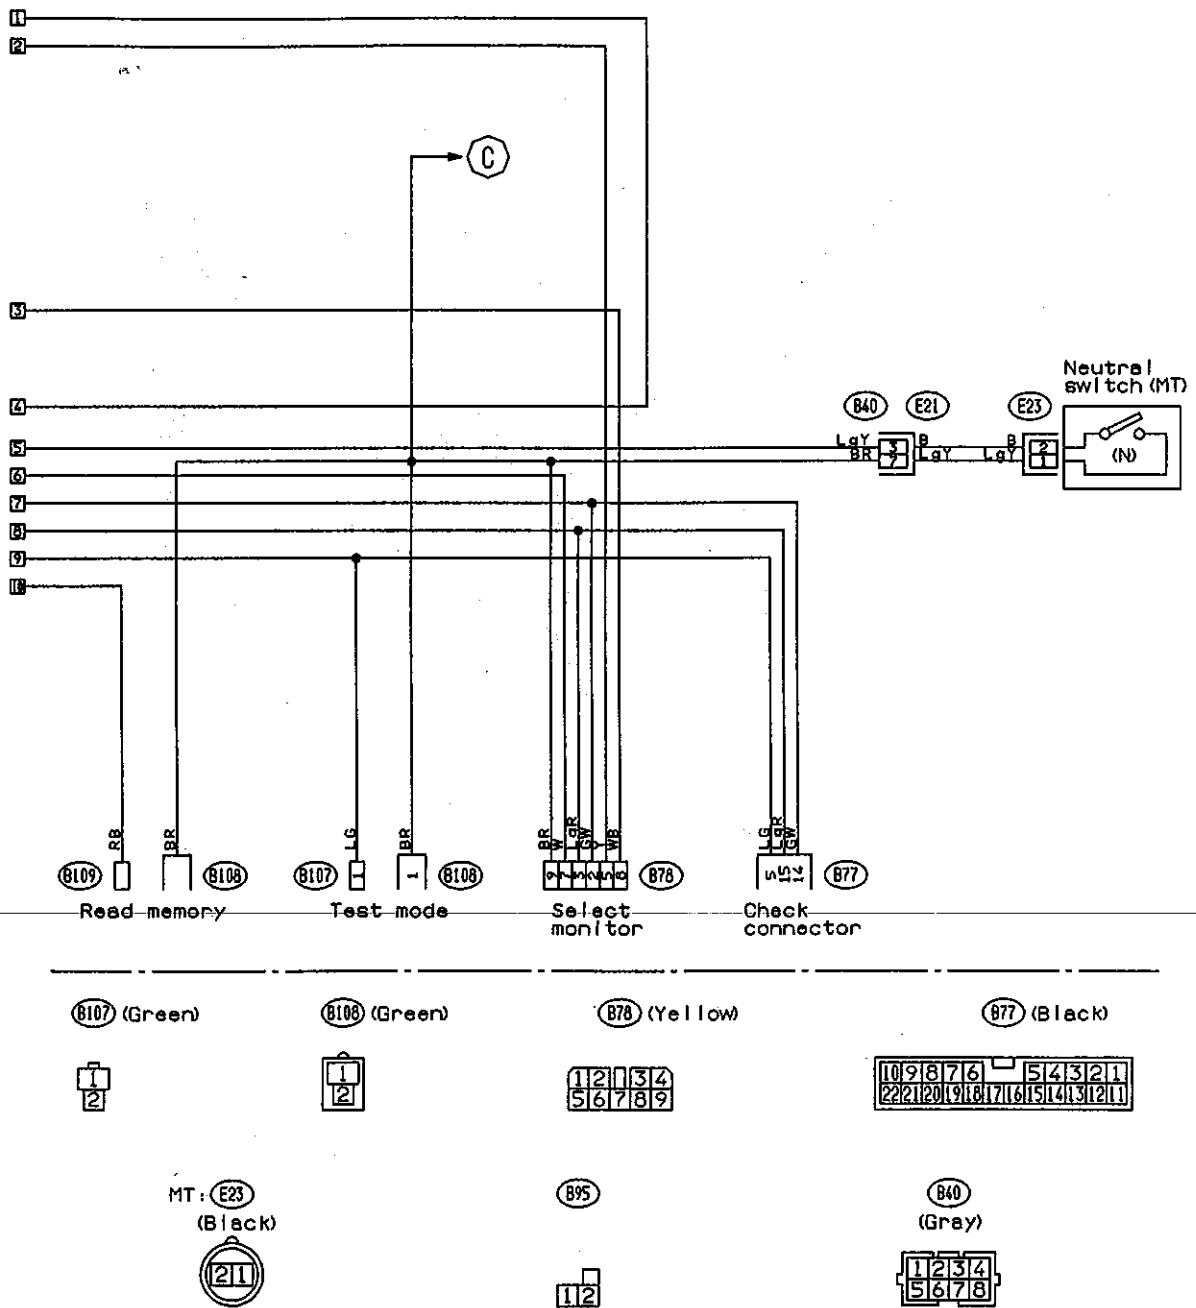 1
2
C
3
Neutral
switch (MT)
4
B40 E21 E23
5 LgY 3 B B 2
BR 7 LgY LgY 1 (N)
6
7
8
9
10
RB BR LG BR BR W LgR GW Y WB LG LgR GW
B109 B108 B107 1 1 B108 9 7 3 2 5 8 B78 5 15 14 B77
Read memory Test mode Select Check
monitor connector
B107 (Green) B108 (Green) B78 (Yellow) B77 (Black)
1 1 1 2 3 4 10 9 8 7 6 5 4 3 2 1
2 2 5 6 7 8 9 22 21 20 19 18 17 16 15 14 13 12 11
MT: E23 B95 B40
(Black) (Gray)
2 1 1 2 1 2 3 4
5 6 7 8